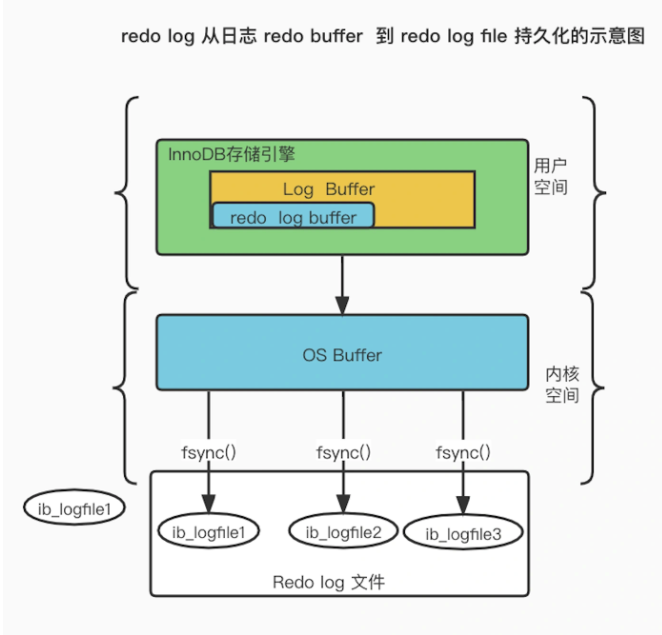 redo log 从日志 redo buffer 到 redo log file 持久化的示意图
InnoDB存储引擎
Log Buffer
redo log buffer
用户
空间
OS Buffer
内核
空间
fsync()
fsync()
fsync()
ib_logfile1
ib_logfile1
ib_logfile2
ib_logfile3
Redo log 文件